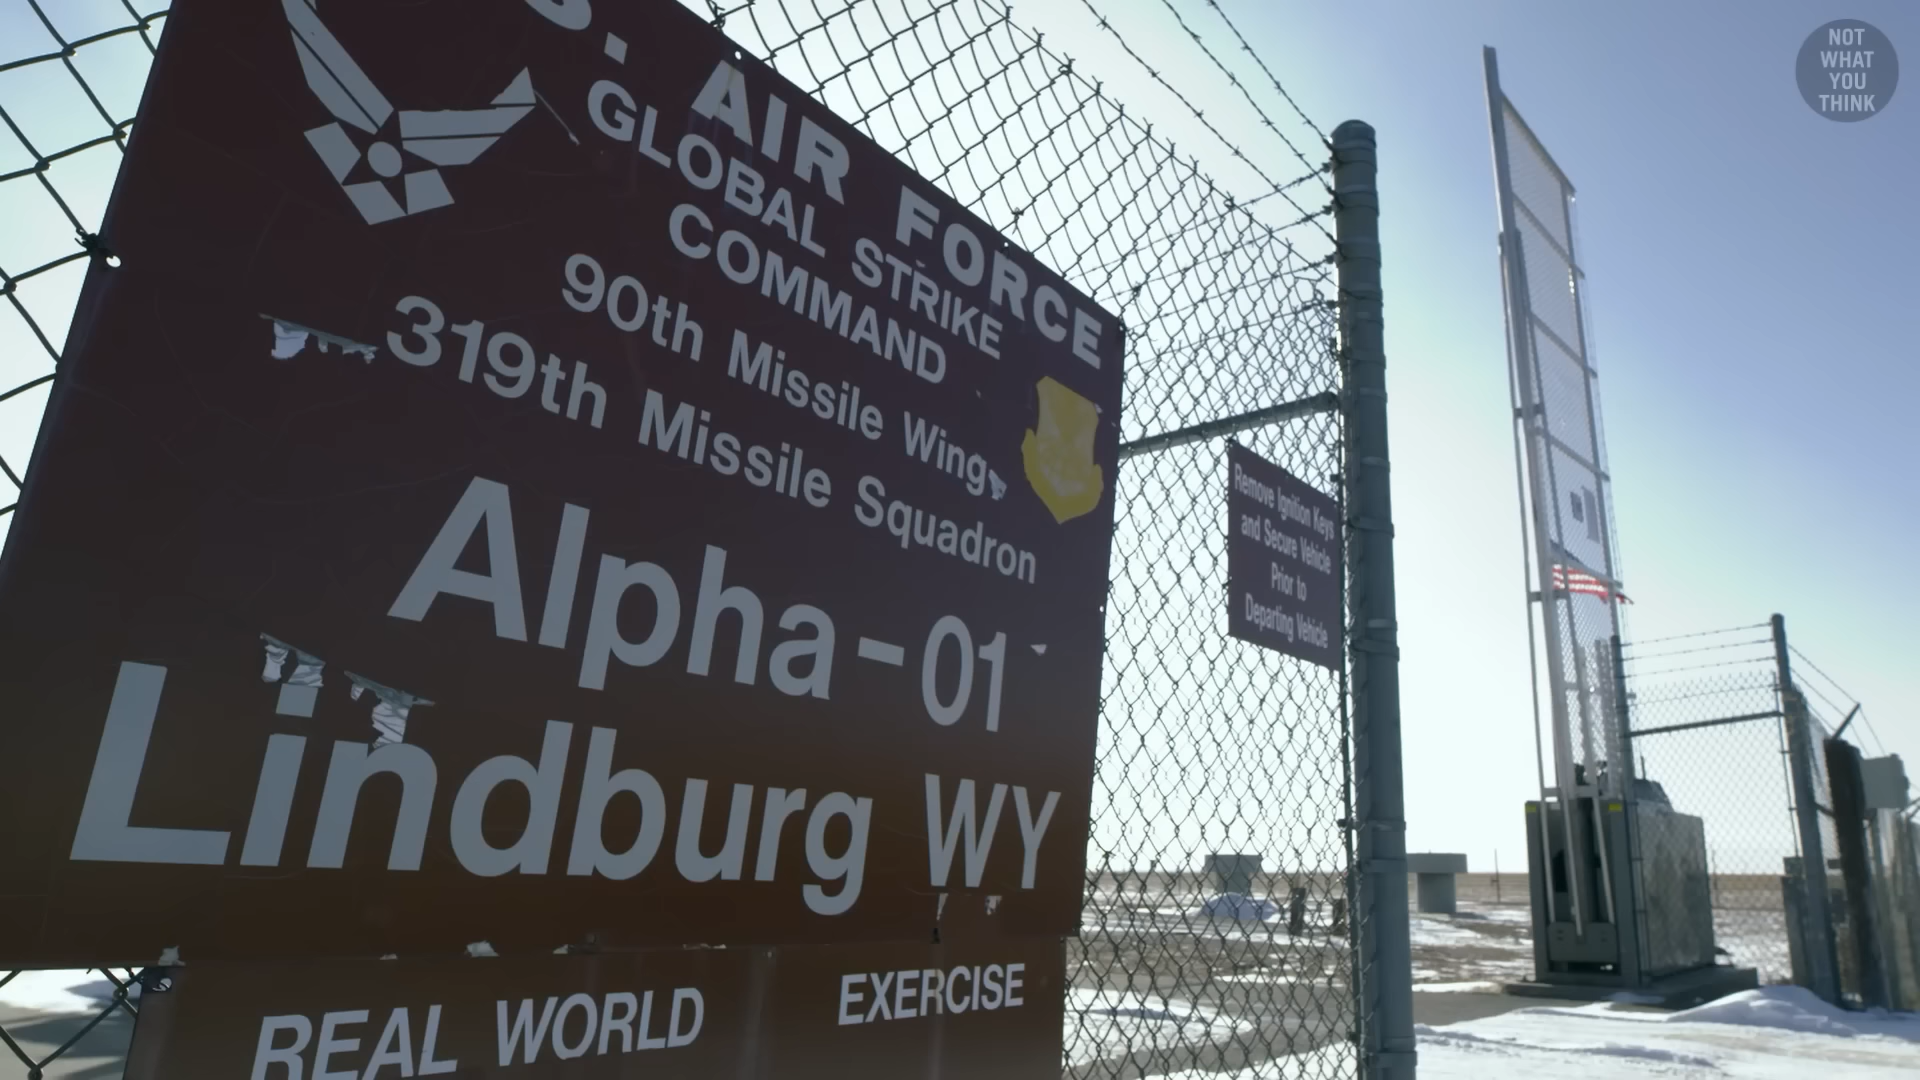 S. AIR FORCE
GLOBAL STRIKE
COMMAND
90th Missile Wing
319th Missile Squadron
Alpha-01
Lindburg WY
REAL WORLD EXERCISE
Remove Ignition Keys
and Secure Vehicle
Prior to
Departing Vehicle
NOT
WHAT
YOU
THINK